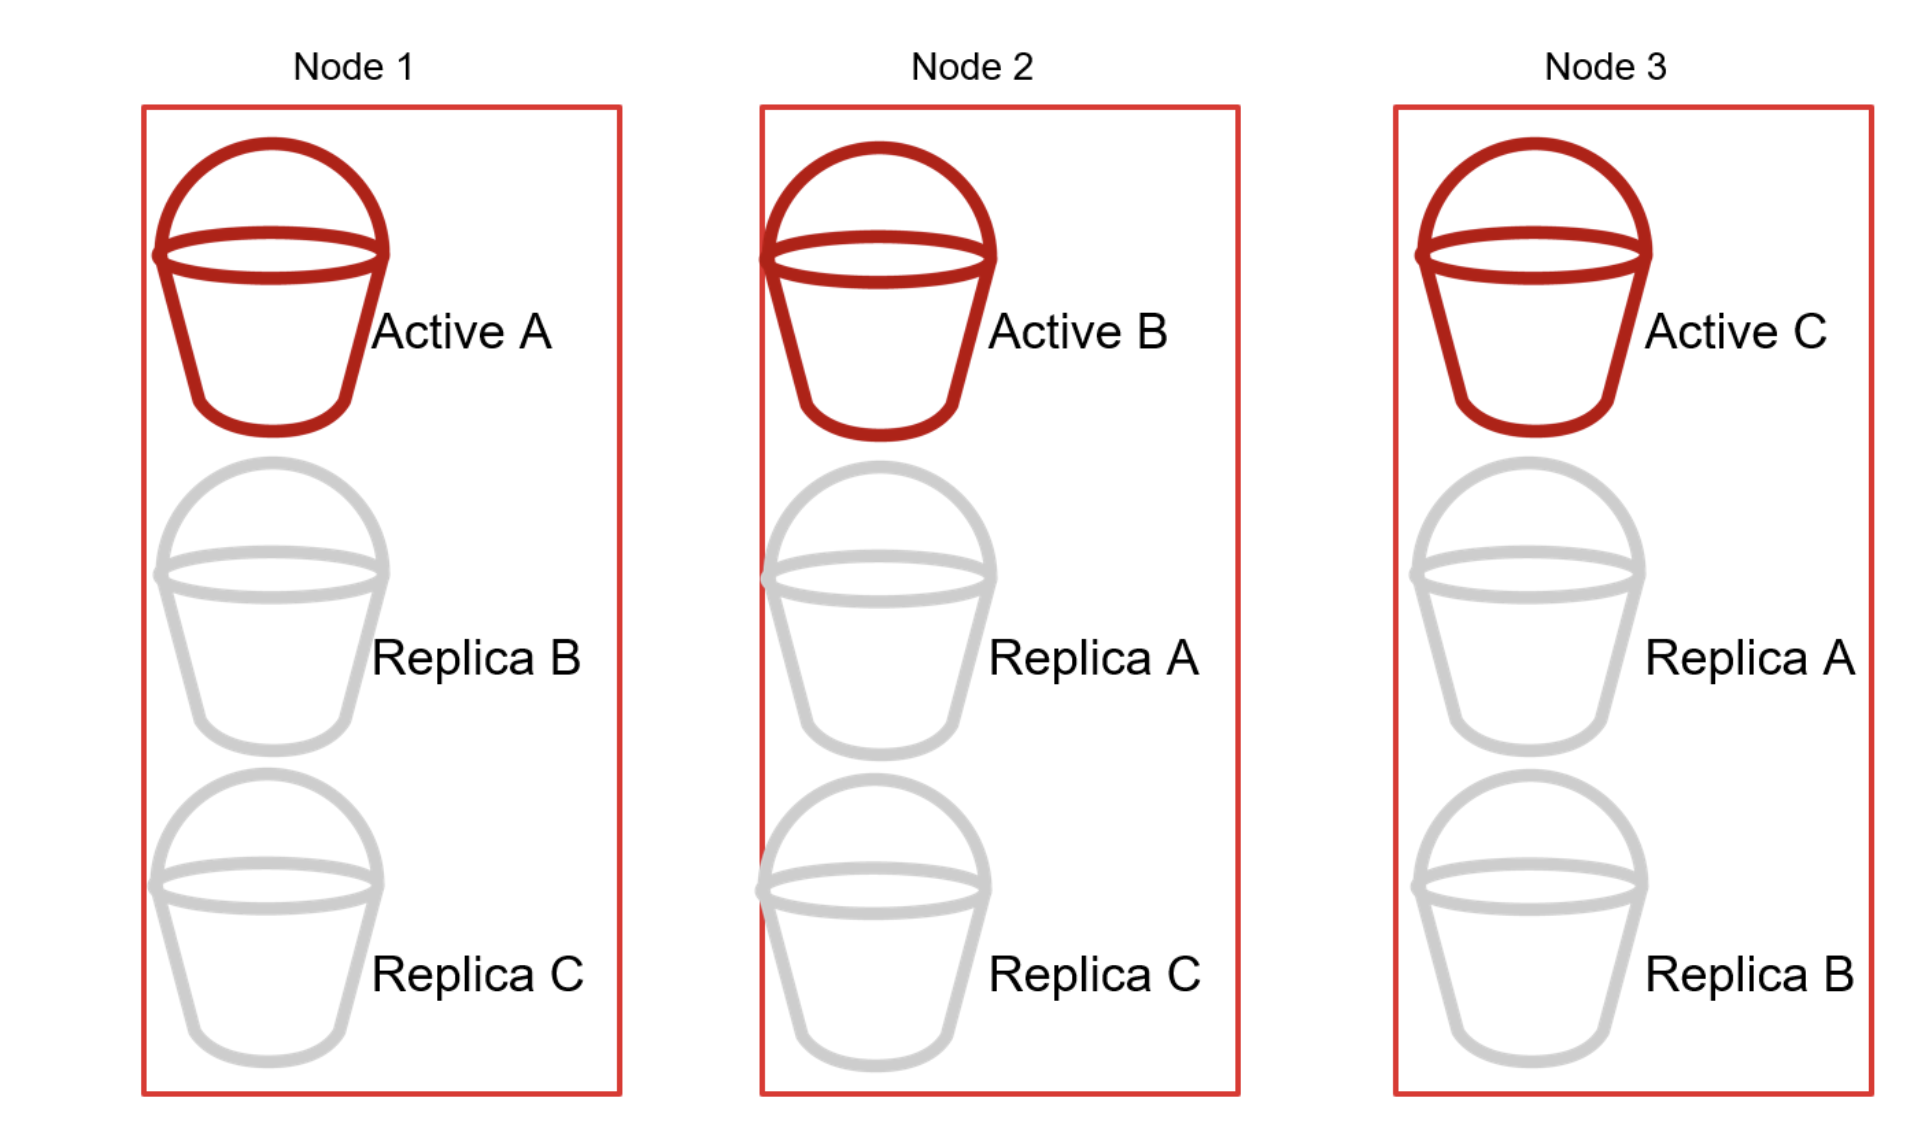 Node 1
Active A
Replica B
Replica C
Node 2
Active B
Replica A
Replica C
Node 3
Active C
Replica A
Replica B